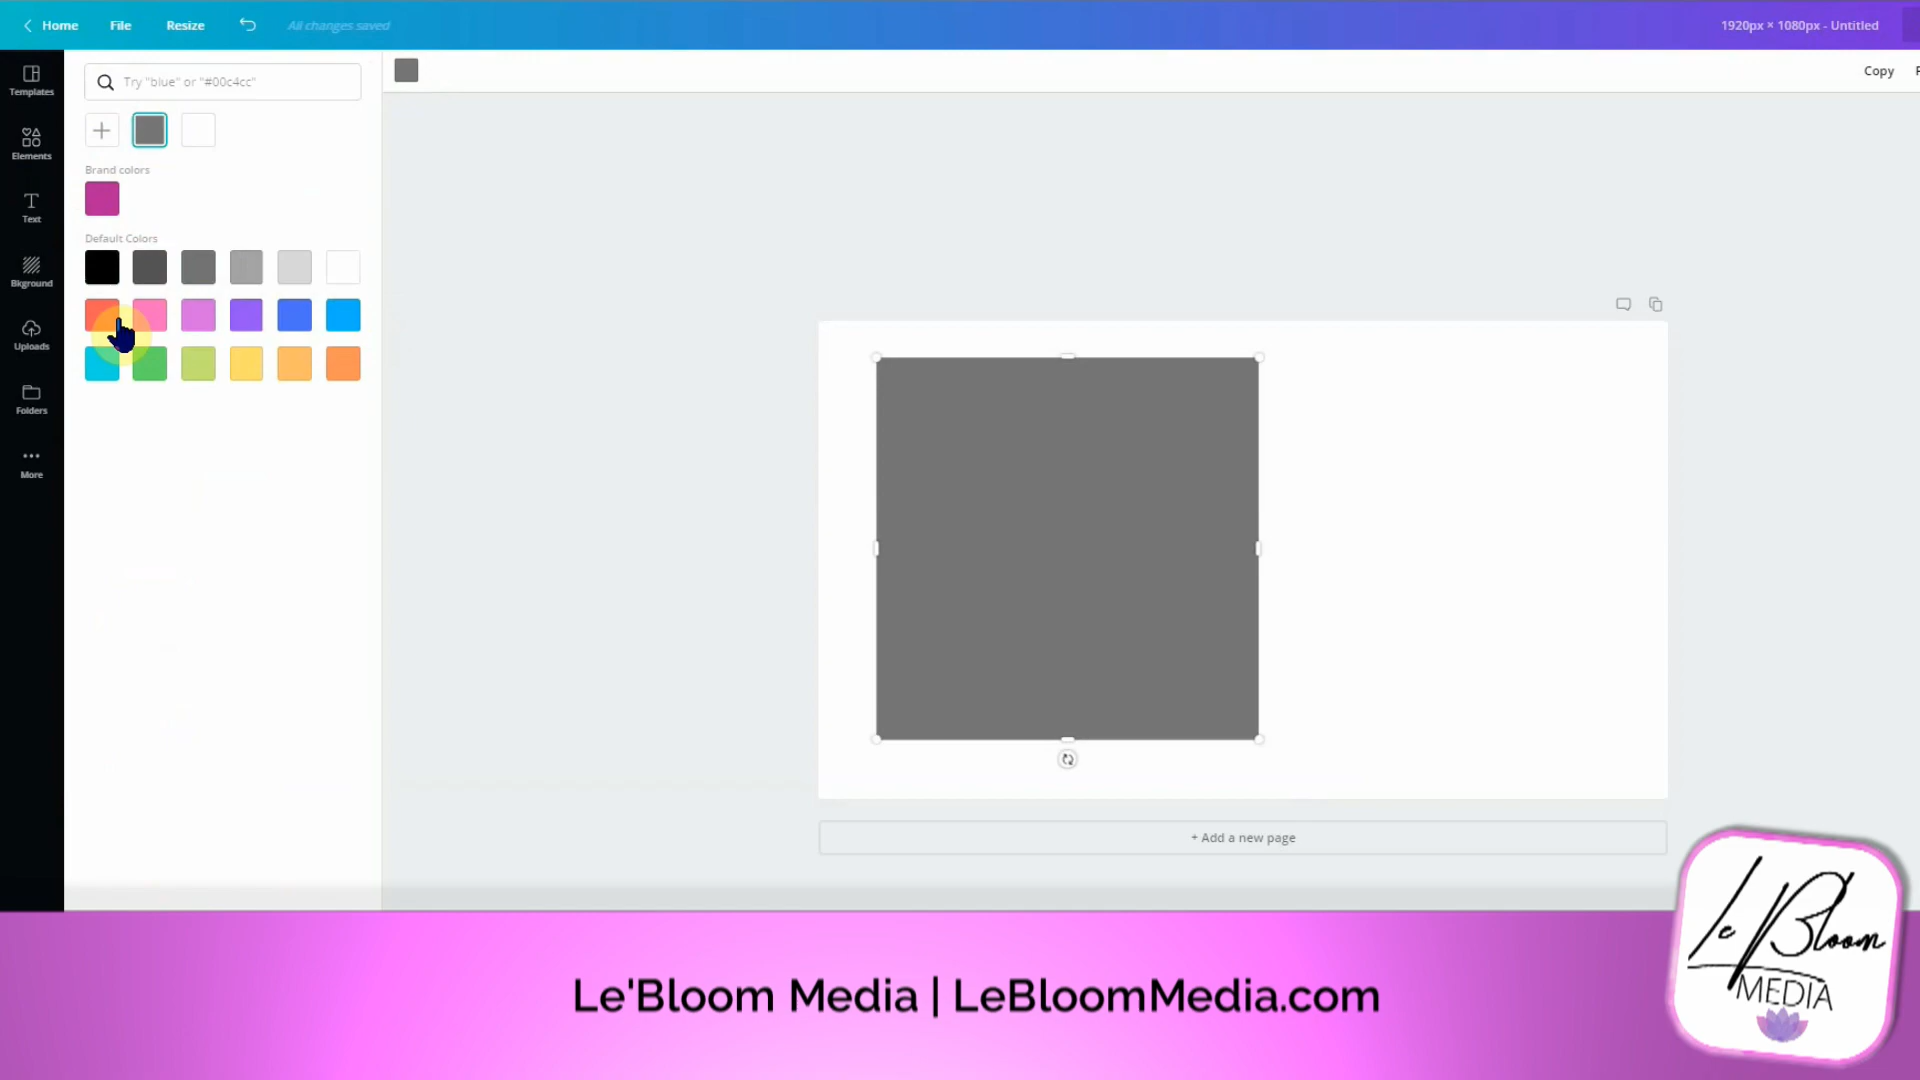 Home File Resize All changes saved 1920px × 1080px - Untitled
Templates
Elements
Text
Bkground
Uploads
Folders
More
Try "blue" or "#00c4cc"
Brand colors
Default Colors
Copy
+ Add a new page
Le'Bloom Media | LeBloomMedia.com
Le Bloom
MEDIA